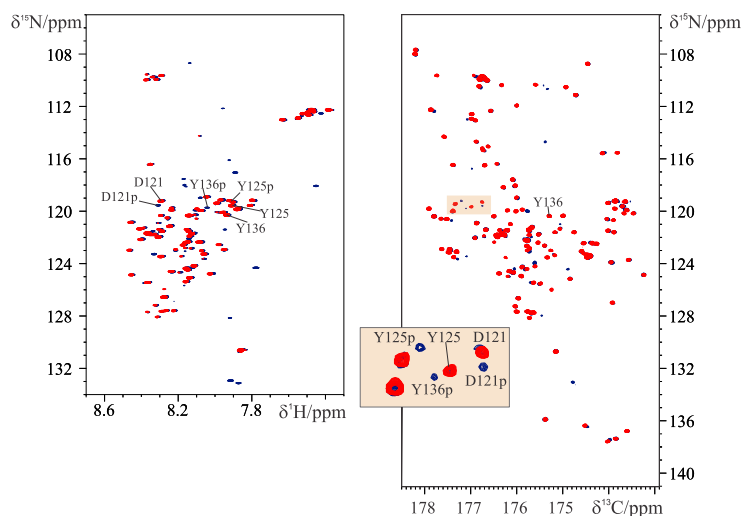 δ¹⁵N/ppm
108
112
116
120
124
128
132
8.6
8.2
7.8
δ¹H/ppm
D121
D121p
Y136p
Y125p
Y125
Y136
δ¹⁵N/ppm
108
112
116
120
124
128
132
136
140
178
177
176
175
δ¹³C/ppm
Y136
Y125p
Y125
D121
Y136p
D121p